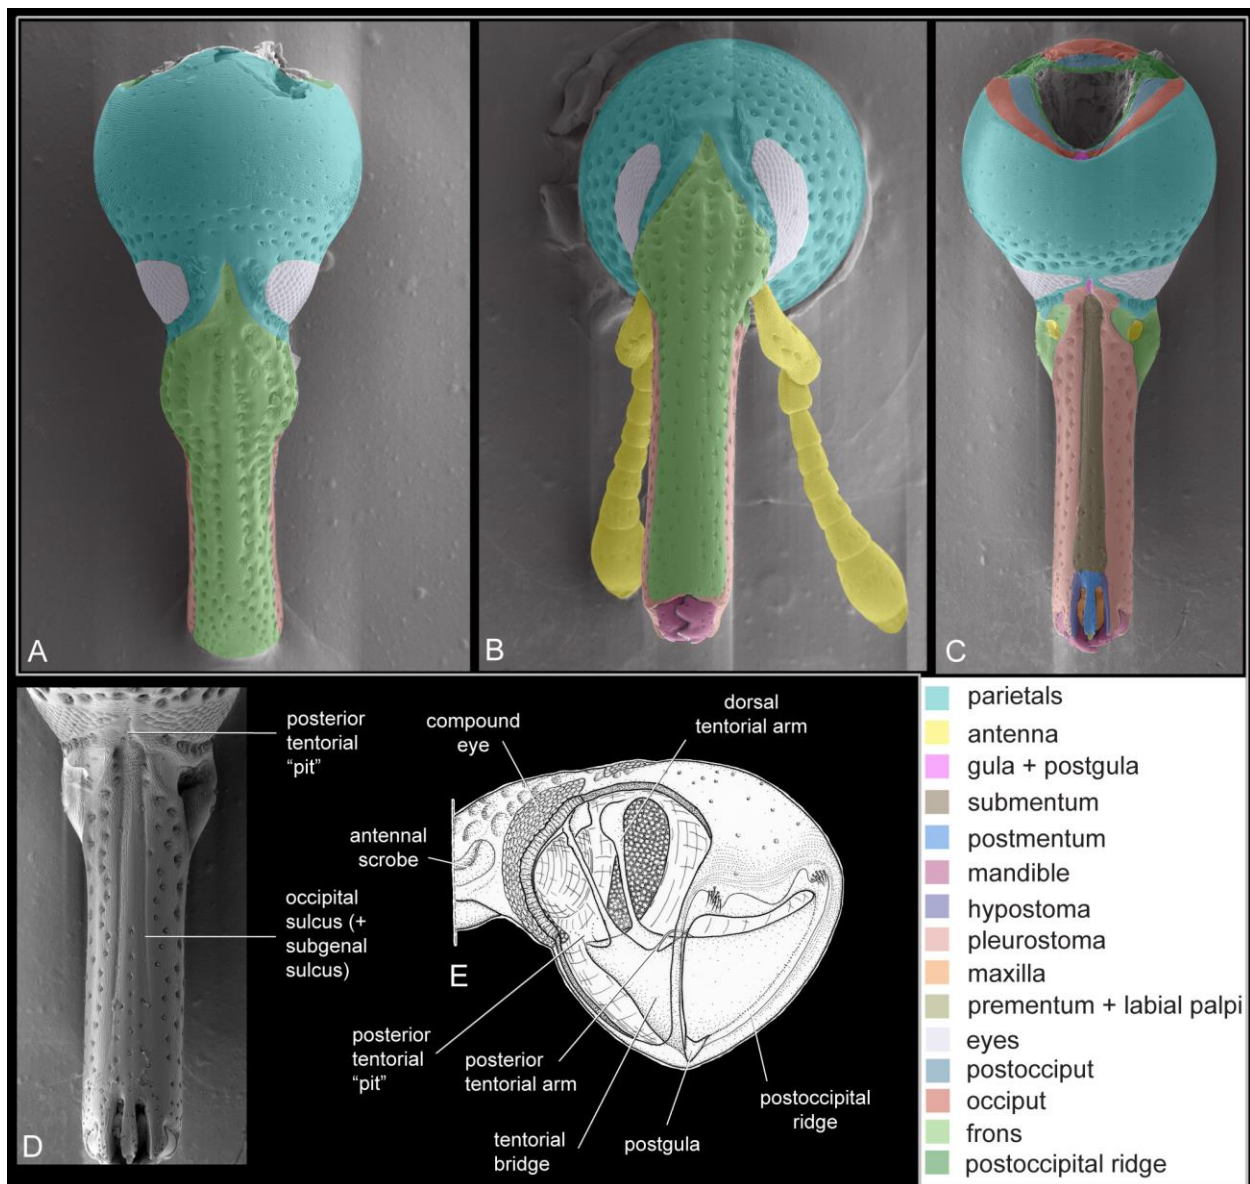 A
B
C
posterior
tentorial
“pit”
compound
eye
dorsal
tentorial arm
antennal
scrobe
occipital
sulcus (+
subgenal
sulcus)
E
posterior
tentorial
“pit”
posterior
tentorial arm
tentorial
bridge
postgula
postoccipital
ridge
D
parietals
antenna
gula + postgula
submentum
postmentum
mandible
hypostoma
pleurostoma
maxilla
prementum + labial palpi
eyes
postocciput
occiput
frons
postoccipital ridge